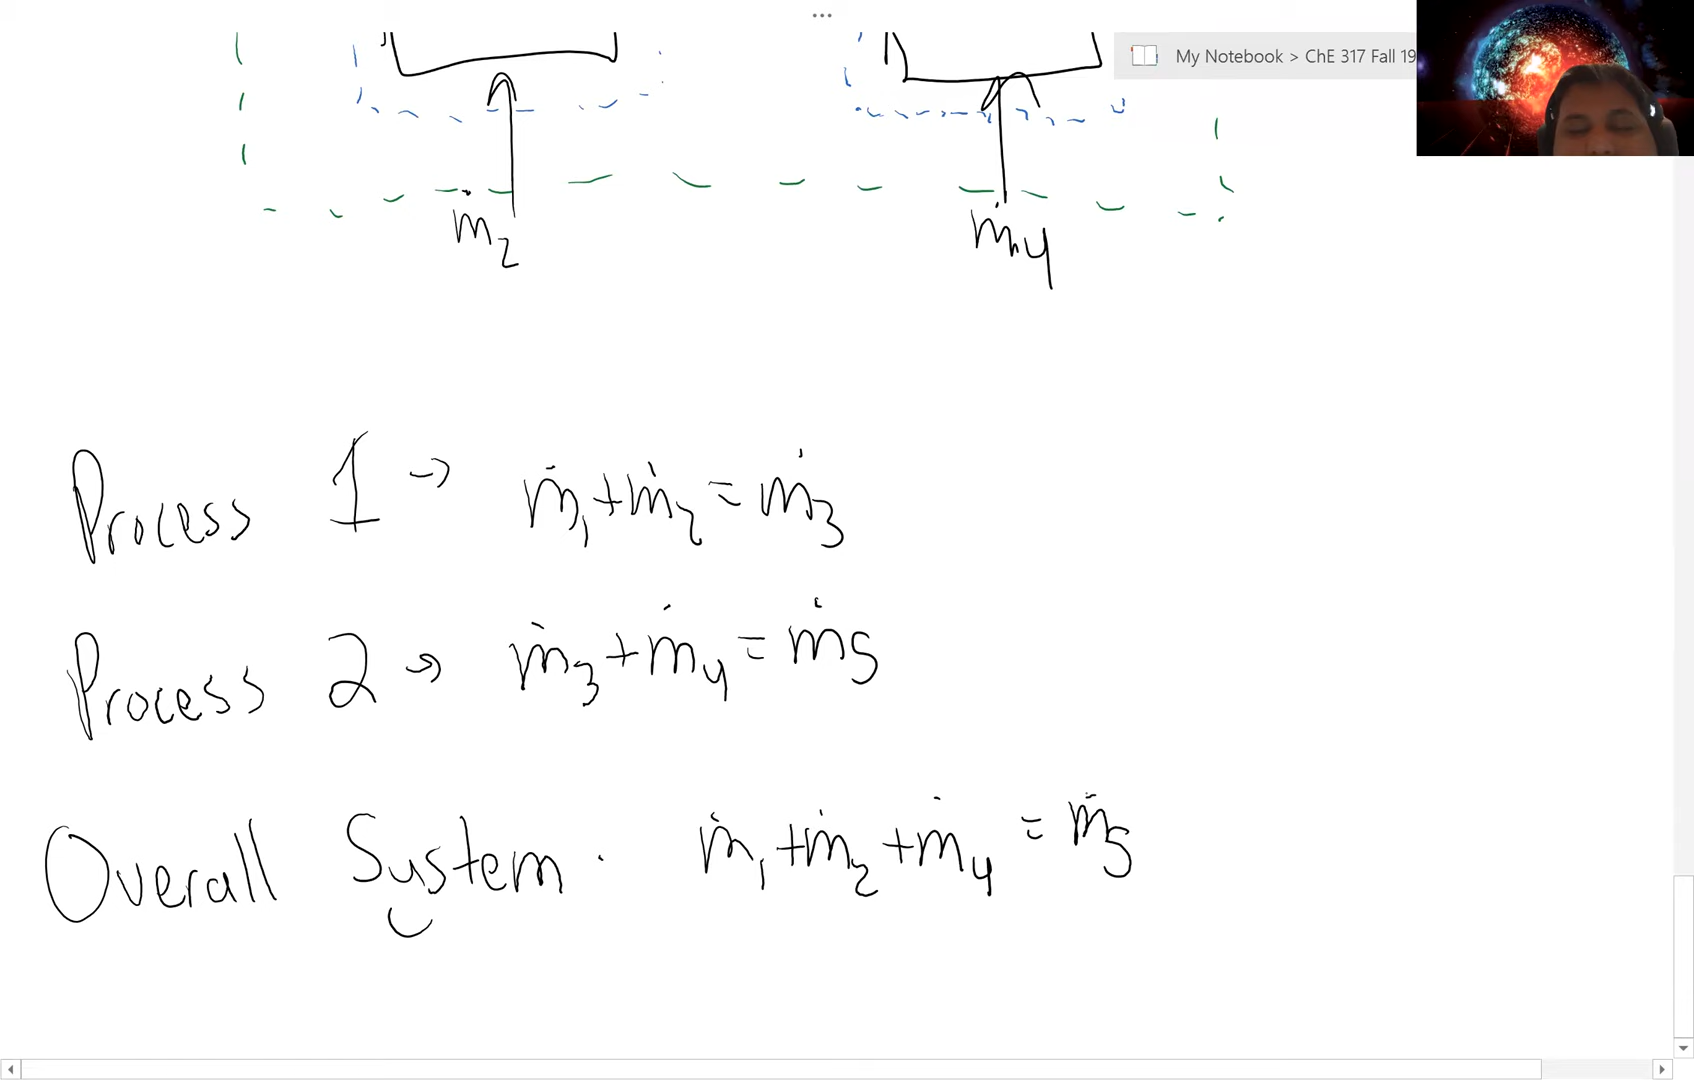 My Notebook > ChE 317 Fall 19
ṁ₂
ṁ₄
Process 1 → ṁ₁+ṁ₂=ṁ₃
Process 2 → ṁ₃+ṁ₄=ṁ5
Overall System . ṁ₁+ṁ₂+ṁ₄=ṁ₅